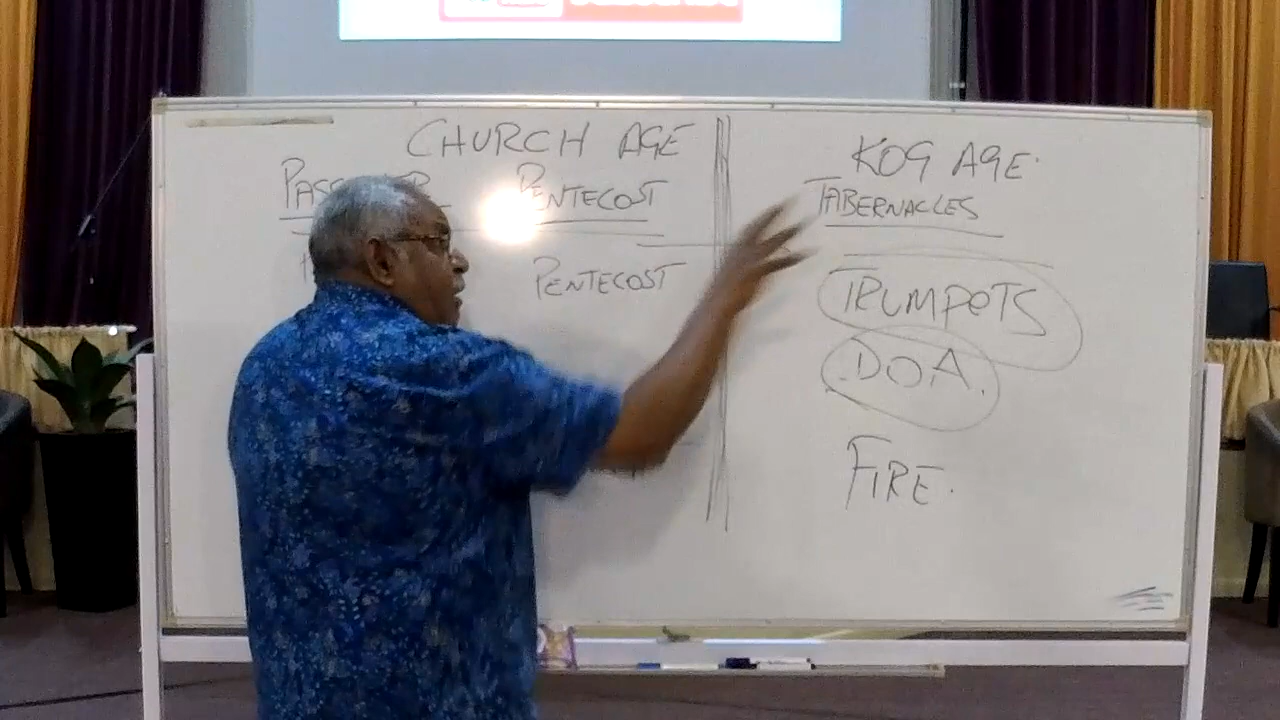 CHURCH AGE
PENTECOST
PENTECOST
KOG AGE.
TABERNACLES
TRUMPETS
DOA.
FIRE.